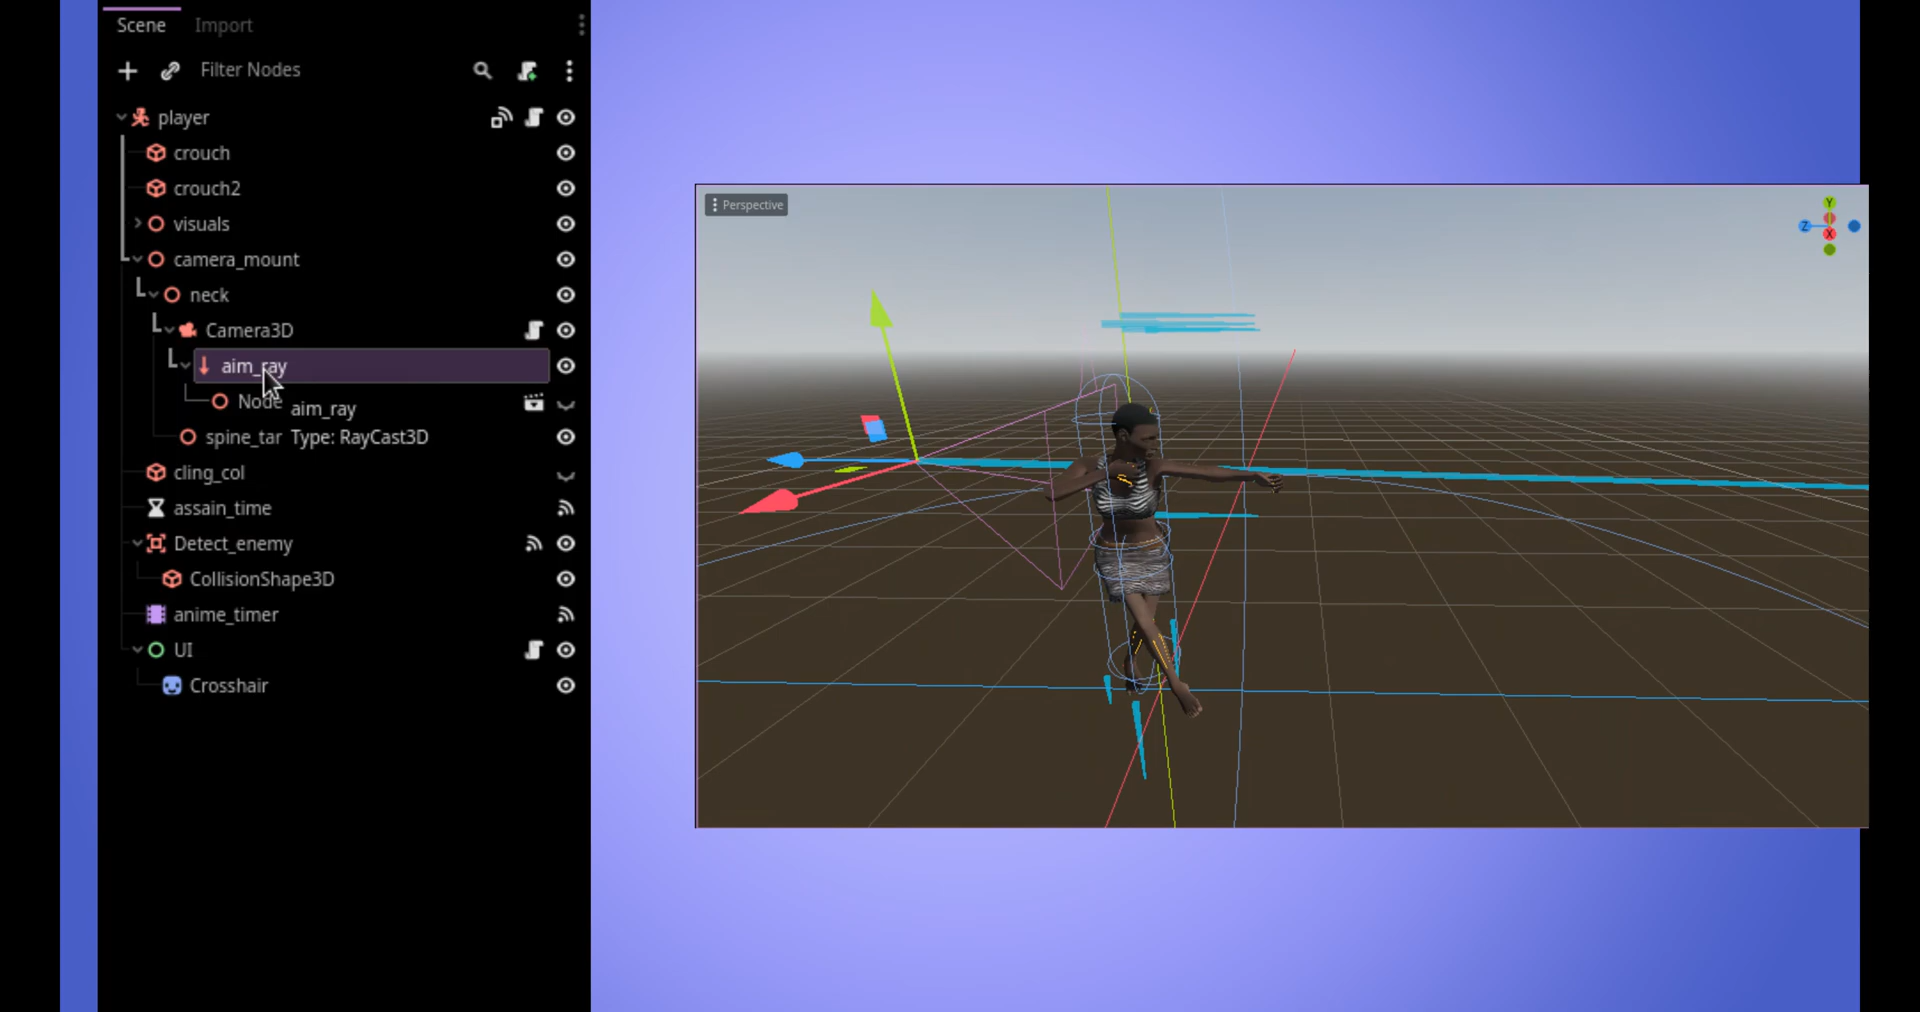 Scene Import
Filter Nodes
player
crouch
crouch2
visuals
camera_mount
neck
Camera3D
aim_ray
Node
aim_ray
spine_tar
Type: RayCast3D
cling_col
assain_time
Detect_enemy
CollisionShape3D
anime_timer
UI
Crosshair
Perspective
Y
Z
X